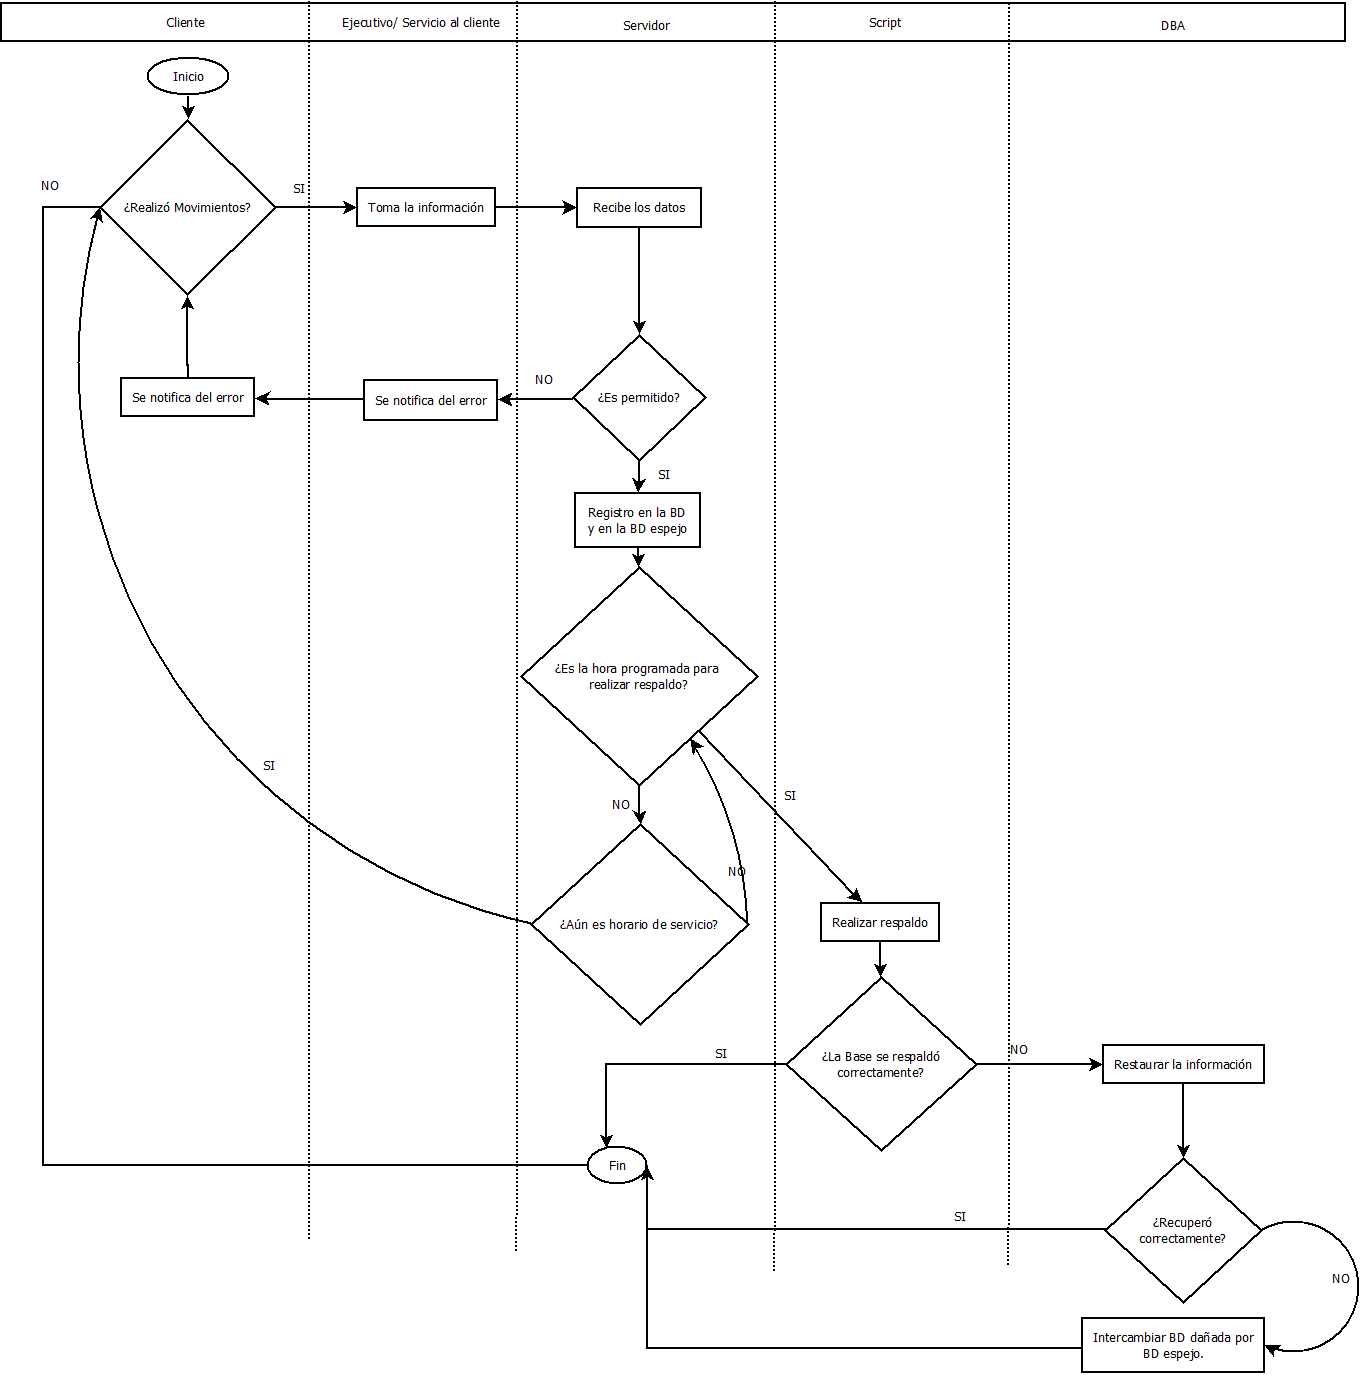 Cliente
Ejecutivo/ Servicio al cliente
Servidor
Script
DBA
Inicio
NO
¿Realizó Movimientos?
SI
Toma la información
Recibe los datos
Se notifica del error
Se notifica del error
NO
¿Es permitido?
SI
Registro en la BD
y en la BD espejo
¿Es la hora programada para
realizar respaldo?
SI
NO
SI
NO
¿Aún es horario de servicio?
Realizar respaldo
SI
¿La Base se respaldó
correctamente?
NO
Restaurar la información
Fin
SI
¿Recuperó
correctamente?
NO
Intercambiar BD dañada por
BD espejo.